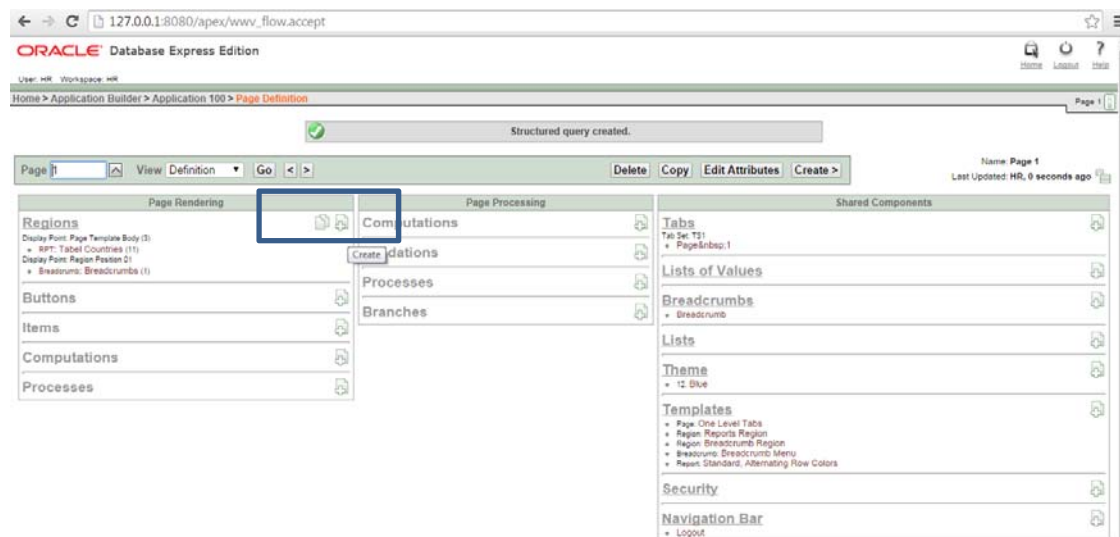 127.0.0.1:8080/apex/wwv_flow.accept
ORACLE Database Express Edition
Home Logout Help
User: HR Workspace: HR
Home > Application Builder > Application 100 > Page Definition
Page 1
Structured query created.
Page 1 View Definition Go < > Delete Copy Edit Attributes Create >
Name: Page 1
Last Updated: HR, 0 seconds ago
Page Rendering
Regions
Display Point: Page Template Body (3)
RPT: Tabel Countries (11)
Display Point: Region Position 01
Breadcrumb: Breadcrumbs (1)
Buttons
Items
Computations
Processes
Page Processing
Computations
Create
dations
Processes
Branches
Shared Components
Tabs
Tab Set: TS1
Page&nbsp;1
Lists of Values
Breadcrumbs
Breadcrumb
Lists
Theme
12. Blue
Templates
Page: One Level Tabs
Region: Reports Region
Region: Breadcrumb Region
Breadcrumb: Breadcrumb Menu
Report: Standard, Alternating Row Colors
Security
Navigation Bar
Logout